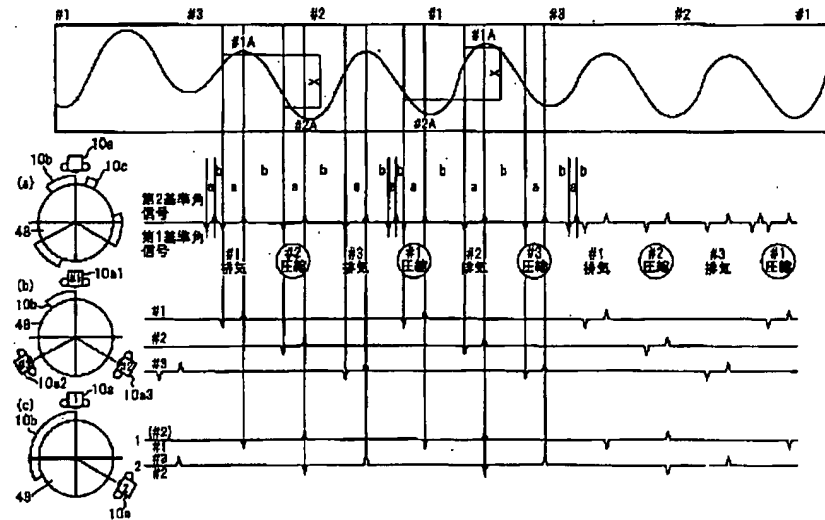 #1 #3 #2 #1 #3 #2 #1
#1A #1A
X X
#2A #2A
10a
10b 10c
(a)
48
b b b b b b b
a a a a a a a
第2基準角
信号
第1基準角
信号
#1 #2 #3 #1 #2 #3 #1 #2 #3 #1
排気 圧縮 排気 圧縮 排気 圧縮 排気 圧縮 排気 圧縮
(b) 10a1
10b
48
10a2 10a3
#1
#2
#3
(c) 10a
10b 1
48
2
10a
1 (#2)
#1
2 #3
#2